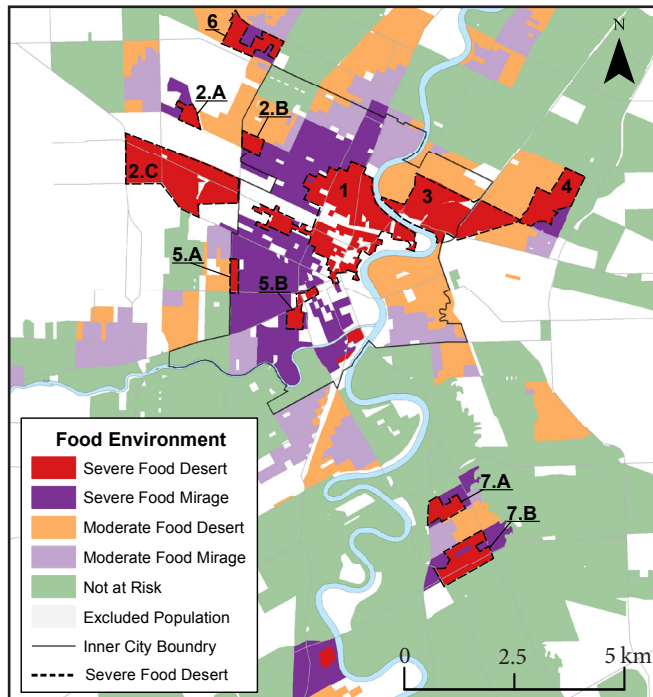 6
N
2.A
2.B
2.C
1
3
4
5.A
5.B
7.A
7.B
Food Environment
Severe Food Desert
Severe Food Mirage
Moderate Food Desert
Moderate Food Mirage
Not at Risk
Excluded Population
Inner City Boundry
Severe Food Desert
0 2.5 5 km